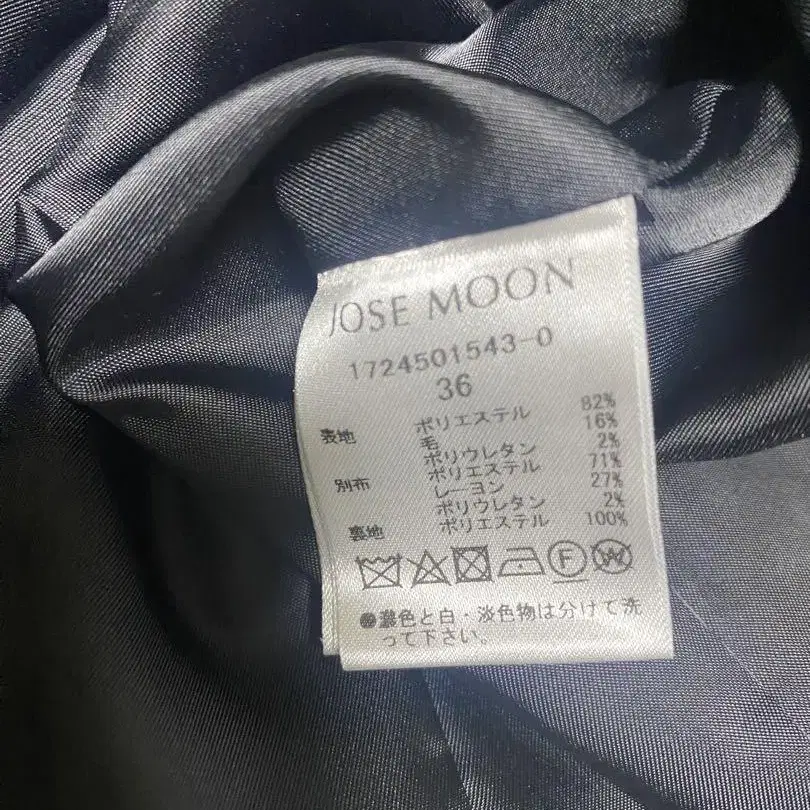 JOSE MOON
1724501543-0
36
表地 ポリエステル 82%
毛 16%
ポリウレタン 2%
別布 ポリエステル 71%
レーヨン 27%
ポリウレタン 2%
裏地 ポリエステル 100%
F W
●濃色と白・淡色物は分けて洗
って下さい。